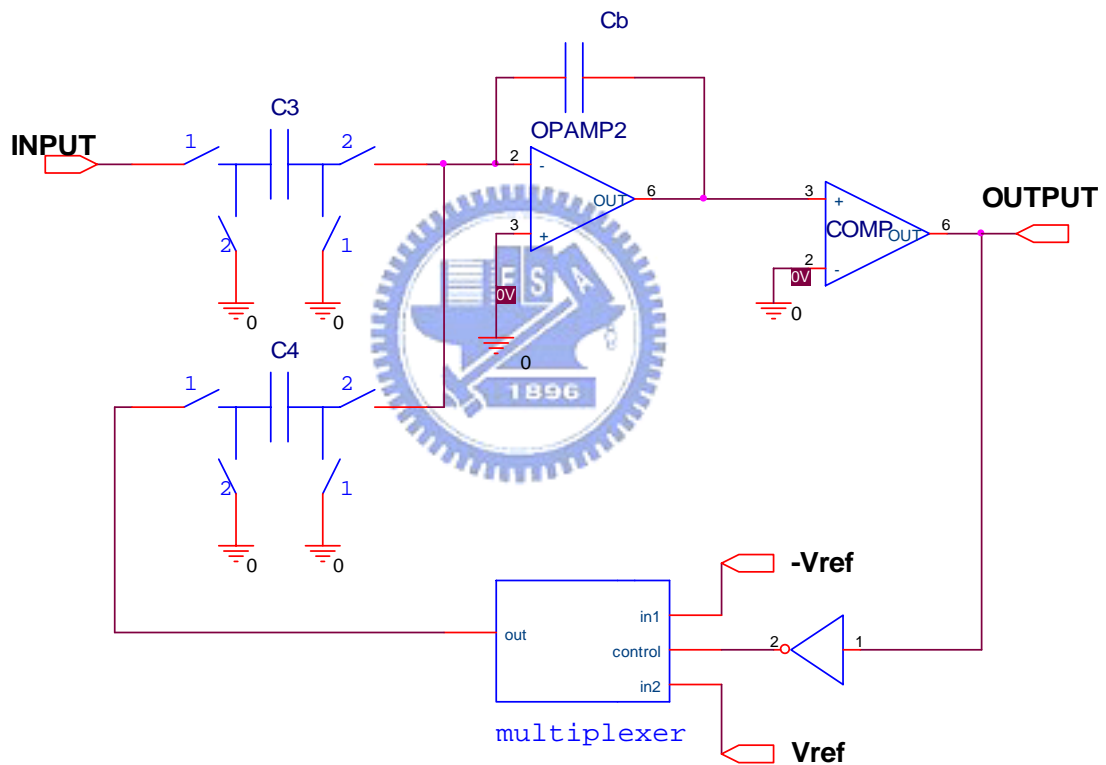 Cb
C3
OPAMP2
INPUT
1
2
2
-
OUT
6
3
+
0V
0
2
1
0
0
3
+
COMP
OUT
6
2
-
0V
0
OUTPUT
E S A
1896
C4
1
2
2
1
0
0
-Vref
in1
out
control
in2
2
1
multiplexer
Vref